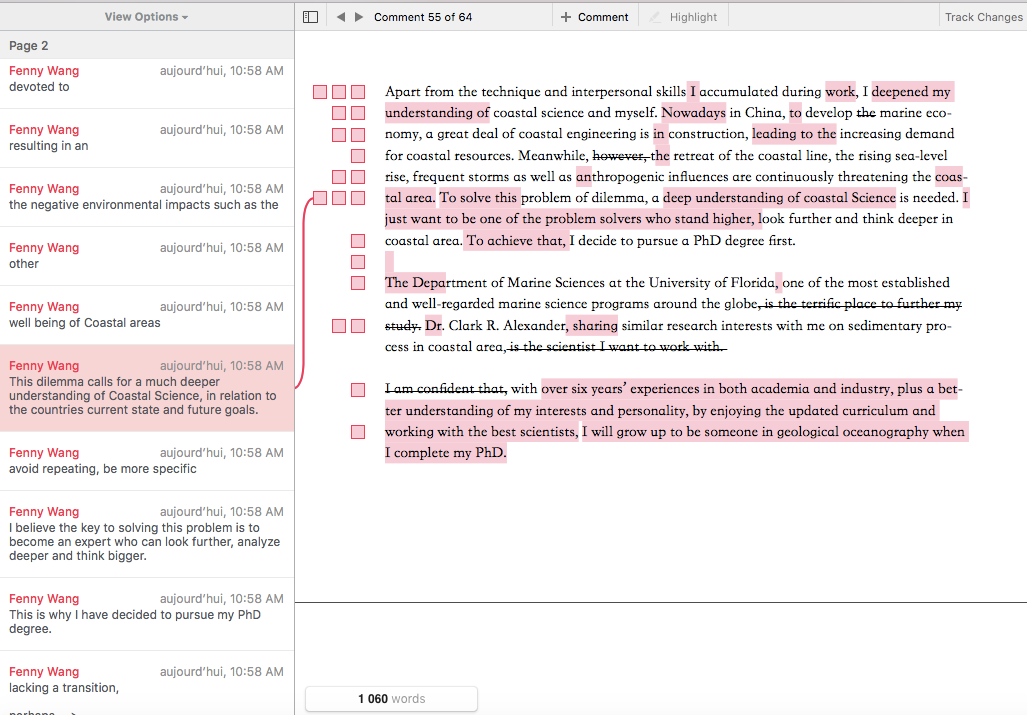 View Options
Comment 55 of 64
+ Comment
Highlight
Track Changes
Page 2
Fenny Wang aujourd'hui, 10:58 AM
devoted to
Fenny Wang aujourd'hui, 10:58 AM
resulting in an
Fenny Wang aujourd'hui, 10:58 AM
the negative environmental impacts such as the
Fenny Wang aujourd'hui, 10:58 AM
other
Fenny Wang aujourd'hui, 10:58 AM
well being of Coastal areas
Fenny Wang aujourd'hui, 10:58 AM
This dilemma calls for a much deeper
understanding of Coastal Science, in relation to
the countries current state and future goals.
Fenny Wang aujourd'hui, 10:58 AM
avoid repeating, be more specific
Fenny Wang aujourd'hui, 10:58 AM
I believe the key to solving this problem is to
become an expert who can look further, analyze
deeper and think bigger.
Fenny Wang aujourd'hui, 10:58 AM
This is why I have decided to pursue my PhD
degree.
Fenny Wang aujourd'hui, 10:58 AM
lacking a transition,
Apart from the technique and interpersonal skills I accumulated during work, I deepened my
understanding of coastal science and myself. Nowadays in China, to develop the marine eco-
nomy, a great deal of coastal engineering is in construction, leading to the increasing demand
for coastal resources. Meanwhile, however, the retreat of the coastal line, the rising sea-level
rise, frequent storms as well as anthropogenic influences are continuously threatening the coas-
tal area. To solve this problem of dilemma, a deep understanding of coastal Science is needed. I
just want to be one of the problem solvers who stand higher, look further and think deeper in
coastal area. To achieve that, I decide to pursue a PhD degree first.
The Department of Marine Sciences at the University of Florida, one of the most established
and well-regarded marine science programs around the globe, is the terrific place to further my
study. Dr. Clark R. Alexander, sharing similar research interests with me on sedimentary pro-
cess in coastal area, is the scientist I want to work with.
I am confident that, with over six years' experiences in both academia and industry, plus a bet-
ter understanding of my interests and personality, by enjoying the updated curriculum and
working with the best scientists, I will grow up to be someone in geological oceanography when
I complete my PhD.
1 060 words